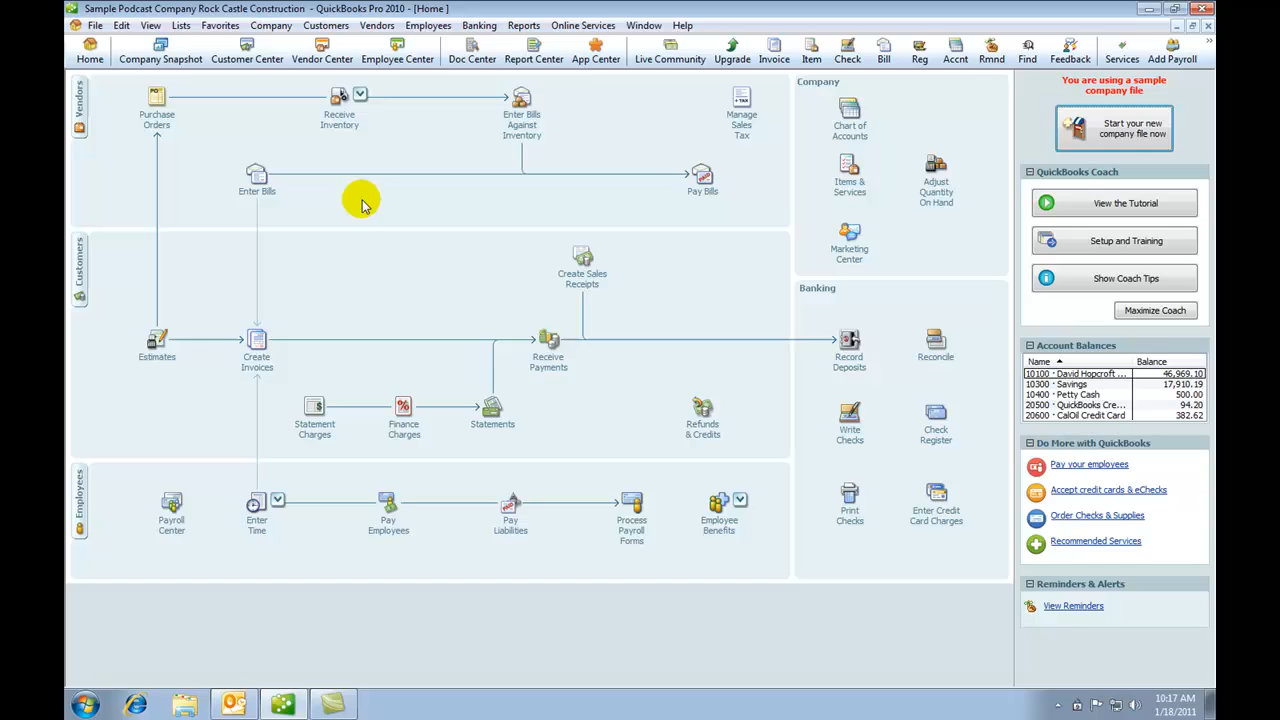 Sample Podcast Company Rock Castle Construction - QuickBooks Pro 2010 - [Home ]
File Edit View Lists Favorites Company Customers Vendors Employees Banking Reports Online Services Window Help
Home Company Snapshot Customer Center Vendor Center Employee Center Doc Center Report Center App Center Live Community Upgrade Invoice Item Check Bill Reg Accnt Rmnd Find Feedback Services Add Payroll
Vendors
Purchase
Orders
Receive
Inventory
Enter Bills
Against
Inventory
Manage
Sales
Tax
Enter Bills
Pay Bills
Customers
Create Sales
Receipts
Estimates
Create
Invoices
Receive
Payments
Statement
Charges
Finance
Charges
Statements
Refunds
& Credits
Employees
Payroll
Center
Enter
Time
Pay
Employees
Pay
Liabilities
Process
Payroll
Forms
Employee
Benefits
Company
Chart of
Accounts
Items &
Services
Adjust
Quantity
On Hand
Marketing
Center
Banking
Record
Deposits
Reconcile
Write
Checks
Check
Register
Print
Checks
Enter Credit
Card Charges
You are using a sample
company file
Start your new
company file now
QuickBooks Coach
View the Tutorial
Setup and Training
Show Coach Tips
Maximize Coach
Account Balances
Name Balance
10100 · David Hopcroft ... 46,969.10
10300 · Savings 17,910.19
10400 · Petty Cash 500.00
20500 · QuickBooks Cre... 94.20
20600 · CalOil Credit Card 382.62
Do More with QuickBooks
Pay your employees
Accept credit cards & eChecks
Order Checks & Supplies
Recommended Services
Reminders & Alerts
View Reminders
10:17 AM
1/18/2011